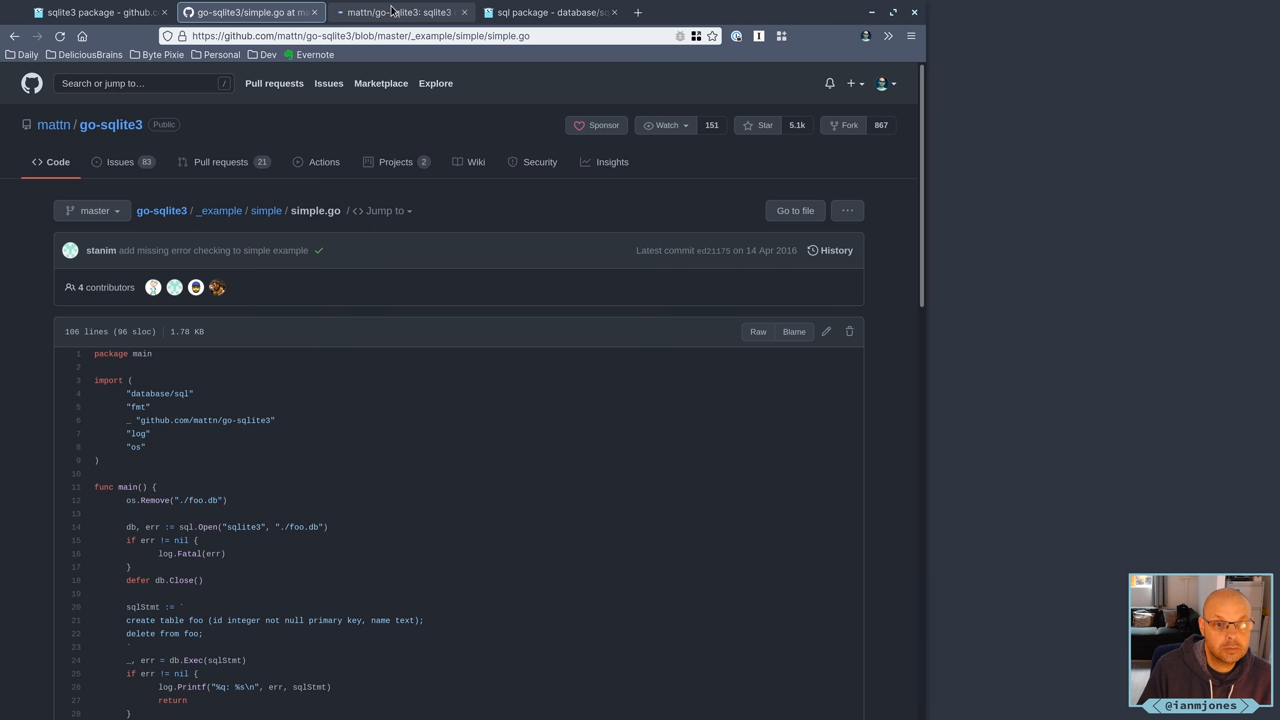 sqlite3 package - github.c
go-sqlite3/simple.go at ma
mattn/go-sqlite3: sqlite3
sql package - database/sq
https://github.com/mattn/go-sqlite3/blob/master/_example/simple/simple.go
Daily DeliciousBrains Byte Pixie Personal Dev Evernote
Search or jump to… /
Pull requests Issues Marketplace Explore
mattn / go-sqlite3 Public
Sponsor Watch 151 Star 5.1k Fork 867
Code Issues 83 Pull requests 21 Actions Projects 2 Wiki Security Insights
master go-sqlite3 / _example / simple / simple.go / <> Jump to
Go to file ...
stanim add missing error checking to simple example
Latest commit ed21175 on 14 Apr 2016 History
4 contributors
106 lines (96 sloc) 1.78 KB
Raw Blame
1 package main
2
3 import (
4 "database/sql"
5 "fmt"
6 _ "github.com/mattn/go-sqlite3"
7 "log"
8 "os"
9 )
10
11 func main() {
12 os.Remove("./foo.db")
13
14 db, err := sql.Open("sqlite3", "./foo.db")
15 if err != nil {
16 log.Fatal(err)
17 }
18 defer db.Close()
19
20 sqlStmt := `
21 create table foo (id integer not null primary key, name text);
22 delete from foo;
23 `
24 _, err = db.Exec(sqlStmt)
25 if err != nil {
26 log.Printf("%q: %s\n", err, sqlStmt)
27 return
28 }
@ianmjones